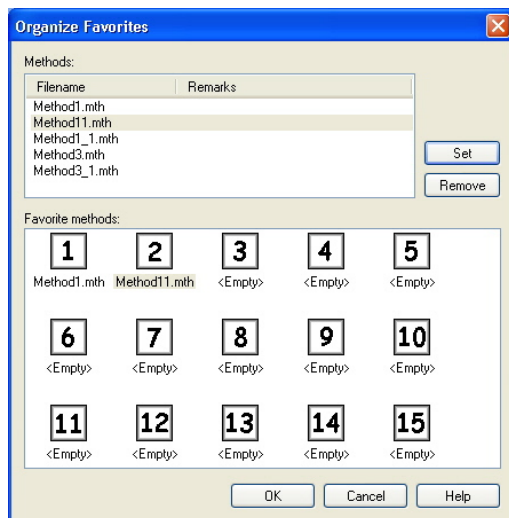 Organize Favorites
Methods:
Filename Remarks
Method1.mth
Method11.mth
Method1_1.mth
Method3.mth
Method3_1.mth
Set
Remove
Favorite methods:
1 2 3 4 5
Method1.mth Method11.mth <Empty> <Empty> <Empty>
6 7 8 9 10
<Empty> <Empty> <Empty> <Empty> <Empty>
11 12 13 14 15
<Empty> <Empty> <Empty> <Empty> <Empty>
OK Cancel Help